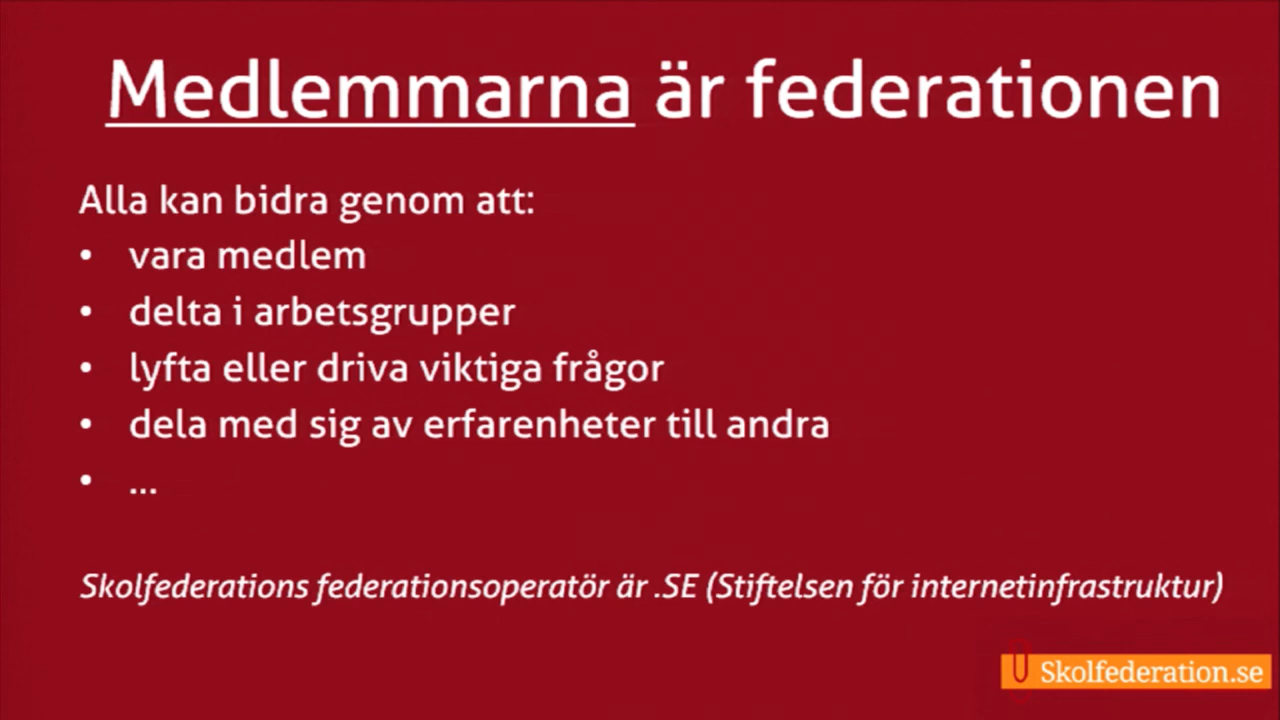 Medlemmarna är federationen
Alla kan bidra genom att:
• vara medlem
• delta i arbetsgrupper
• lyfta eller driva viktiga frågor
• dela med sig av erfarenheter till andra
• ...
Skolfederations federationsoperatör är .SE (Stiftelsen för internetinfrastruktur)
Skolfederation.se